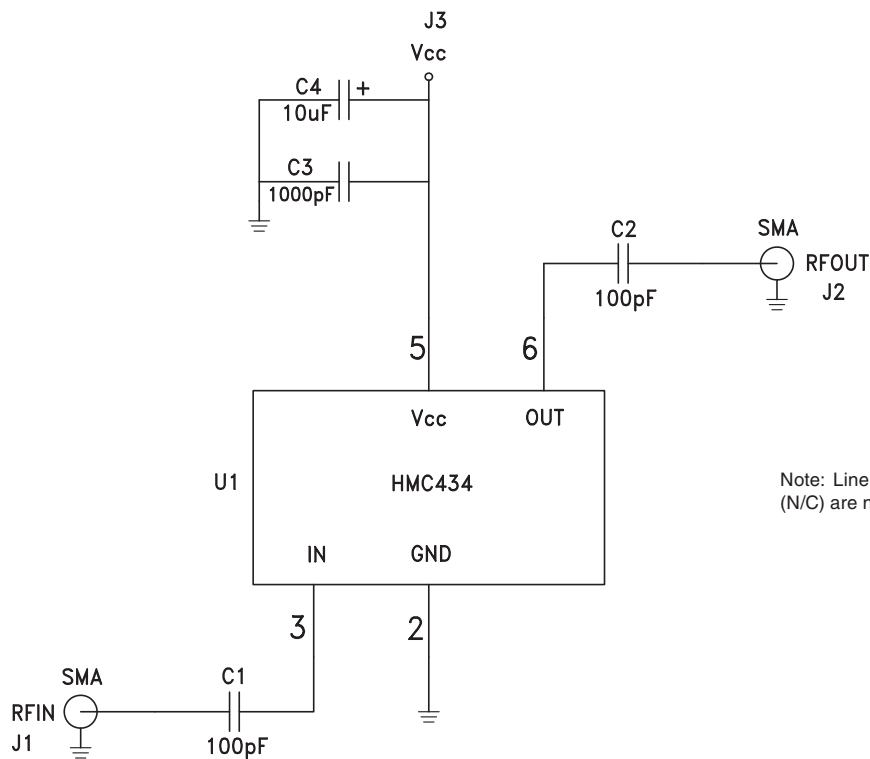 J3
Vcc
C4 +
10uF
C3
1000pF
C2
100pF
SMA
RFOUT
J2
5
6
Vcc
OUT
U1
HMC434
Note: Line
(N/C) are
IN
GND
3
2
SMA
RFIN
J1
C1
100pF